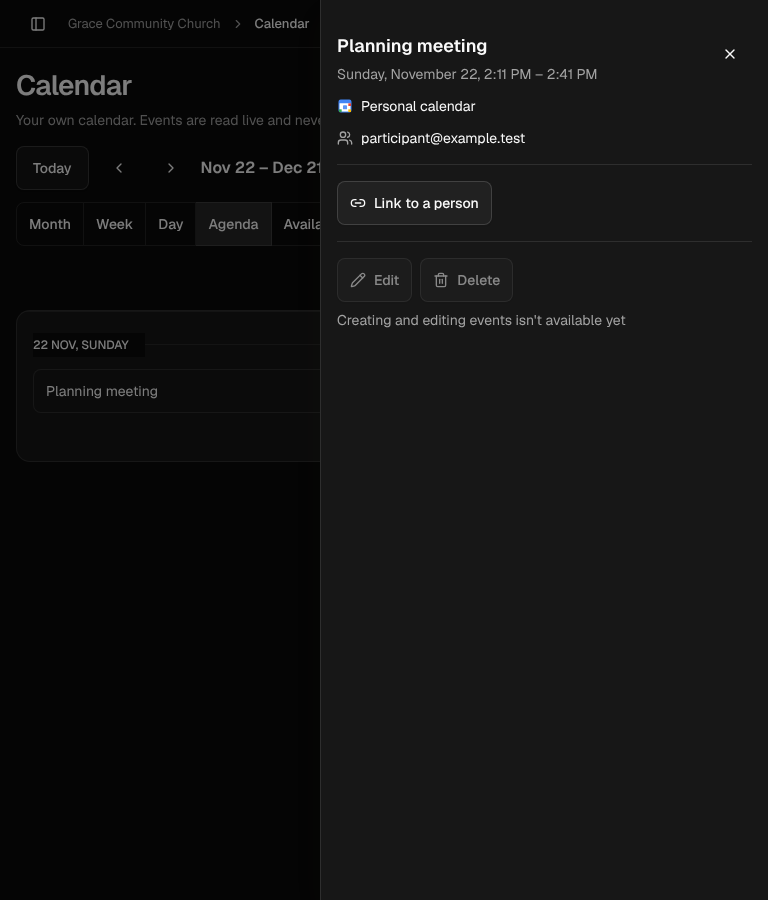 Grace Community Church > Calendar
Calendar
Your own calendar. Events are read live and neve
Today
Nov 22 – Dec 21
Month Week Day Agenda Availa
22 NOV, SUNDAY
Planning meeting
Planning meeting
Sunday, November 22, 2:11 PM – 2:41 PM
Personal calendar
participant@example.test
Link to a person
Edit Delete
Creating and editing events isn't available yet